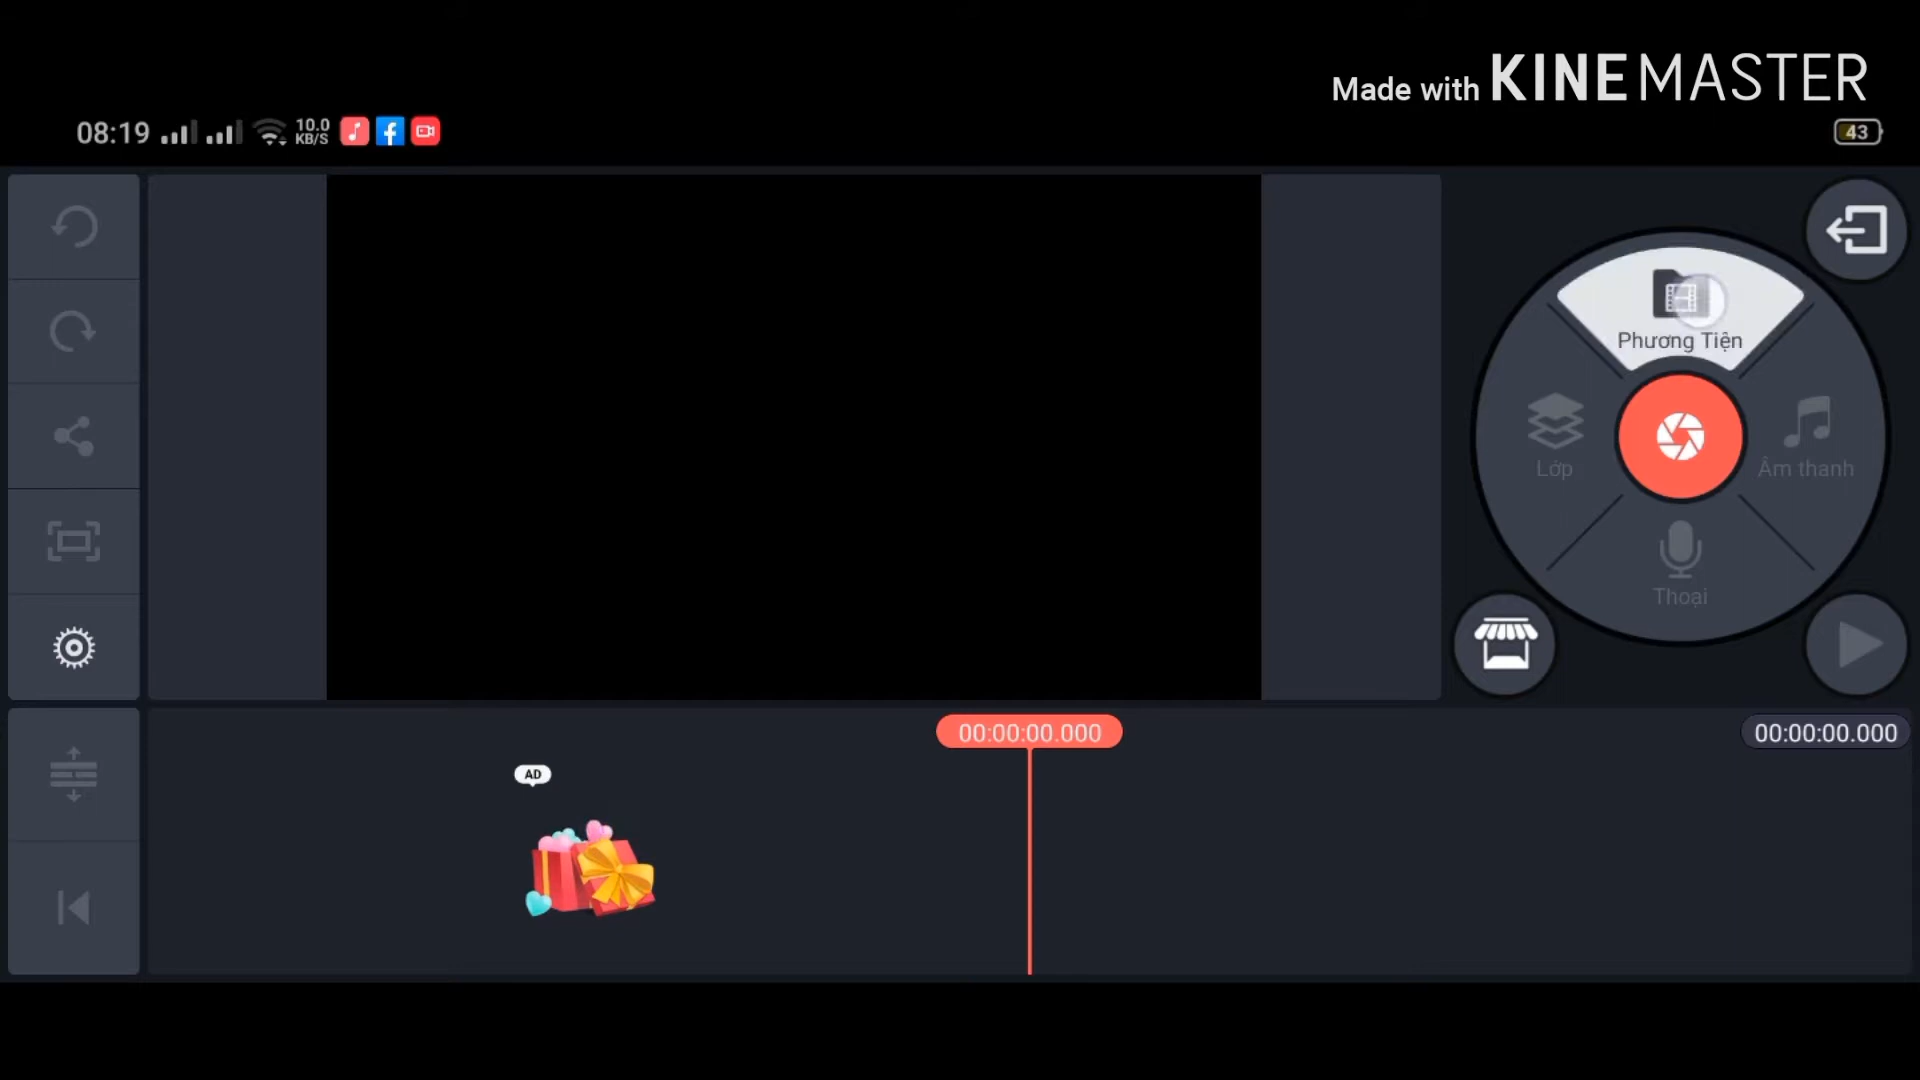 Made with KINEMASTER
08:19
10.0
KB/S
43
Phương Tiện
Lớp
Âm thanh
Thoại
00:00:00.000
00:00:00.000
AD